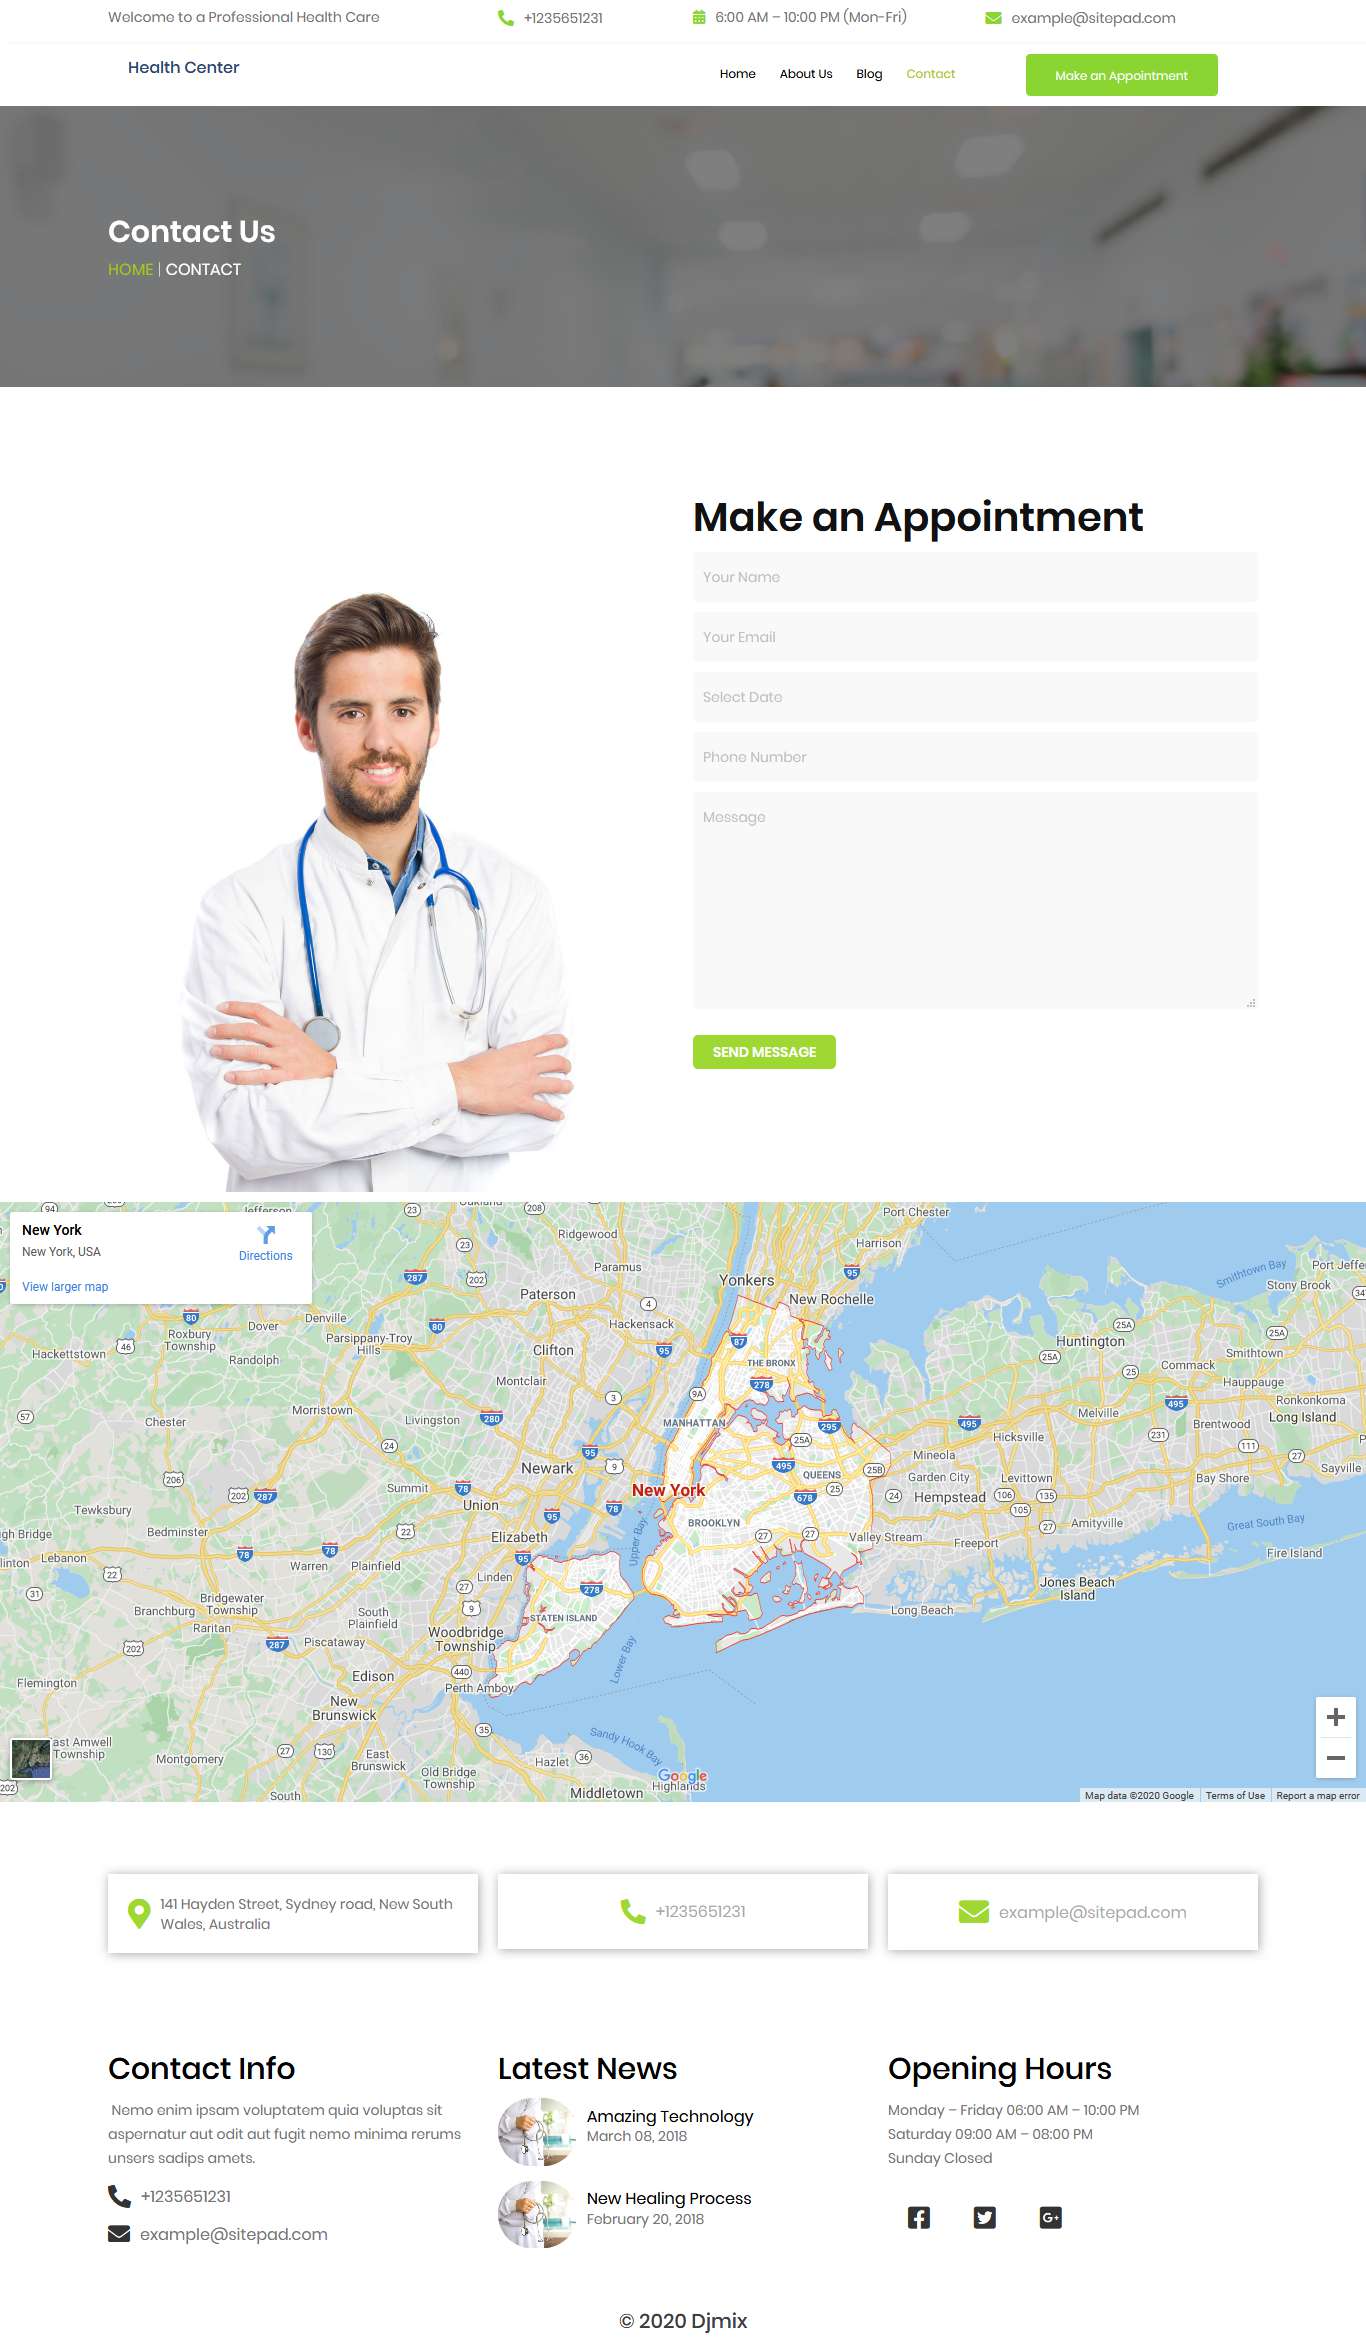 Welcome to a Professional Health Care
+1235651231
6:00 AM – 10:00 PM (Mon-Fri)
example@sitepad.com
Health Center
Home
About Us
Blog
Contact
Make an Appointment
Contact Us
HOME | CONTACT
Make an Appointment
Your Name
Your Email
Select Date
Phone Number
Message
SEND MESSAGE
New York
New York, USA
Directions
View larger map
Port Chester
Ridgewood
Harrison
Paramus
Yonkers
Smithtown Bay
Port Jeffe
Stony Brook
Paterson
New Rochelle
Denville
Dover
Roxbury
Township
Parsippany-Troy
Hills
Hackensack
Hackettstown
Randolph
Clifton
Huntington
Smithtown
THE BRONX
Commack
Montclair
Hauppauge
Ronkonkoma
Morristown
Livingston
Chester
MANHATTAN
Melville
Brentwood
Long Island
Hicksville
Mineola
Newark
QUEENS
Garden City
Levittown
Bay Shore
Sayville
Summit
New York
Hempstead
Tewksbury
Union
BROOKLYN
Amityville
Great South Bay
Bedminster
Elizabeth
Upper Bay
Valley Stream
Freeport
gh Bridge
Lebanon
linton
Warren
Plainfield
Linden
Fire Island
Jones Beach
Island
Bridgewater
Township
Branchburg
Raritan
South
Plainfield
STATEN ISLAND
Long Beach
Woodbridge
Township
Piscataway
Lower Bay
Flemington
Edison
Perth Amboy
New
Brunswick
Sandy Hook Bay
ast Amwell
Township
Montgomery
East
Brunswick
Old Bridge
Township
Hazlet
Google
Highlands
Middletown
South
Map data ©2020 Google
Terms of Use
Report a map error
141 Hayden Street, Sydney road, New South
Wales, Australia
+1235651231
example@sitepad.com
Contact Info
Nemo enim ipsam voluptatem quia voluptas sit
aspernatur aut odit aut fugit nemo minima rerums
unsers sadips amets.
+1235651231
example@sitepad.com
Latest News
Amazing Technology
March 08, 2018
New Healing Process
February 20, 2018
Opening Hours
Monday – Friday 06:00 AM – 10:00 PM
Saturday 09:00 AM – 08:00 PM
Sunday Closed
© 2020 Djmix